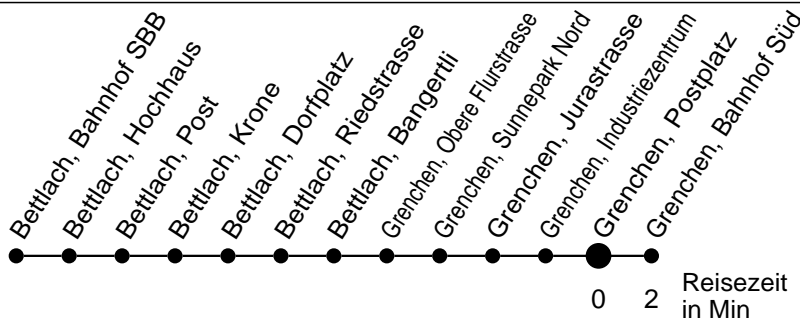 Bettlach, Bahnhof SBB
Bettlach, Hochhaus
Bettlach, Post
Bettlach, Krone
Bettlach, Dorfplatz
Bettlach, Riedstrasse
Bettlach, Bangertli
Grenchen, Obere Flurstrasse
Grenchen, Sunnepark Nord
Grenchen, Jurastrasse
Grenchen, Industriezentrum
Grenchen, Postplatz
Grenchen, Bahnhof Süd
0 2 Reisezeit
in Min